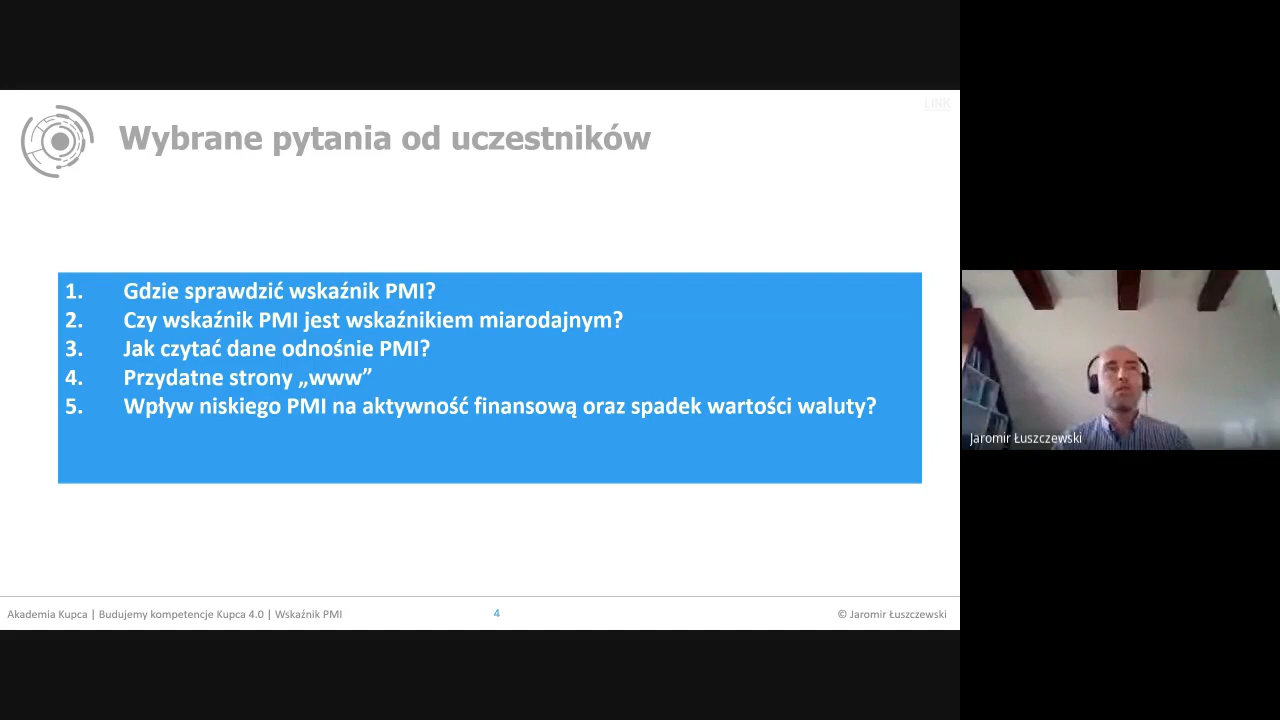 LINK
Wybrane pytania od uczestników
1. Gdzie sprawdzić wskaźnik PMI?
2. Czy wskaźnik PMI jest wskaźnikiem miarodajnym?
3. Jak czytać dane odnośnie PMI?
4. Przydatne strony „www”
5. Wpływ niskiego PMI na aktywność finansową oraz spadek wartości waluty?
Jaromir Łuszczewski
Akademia Kupca | Budujemy kompetencje Kupca 4.0 | Wskaźnik PMI
4
© Jaromir Łuszczewski